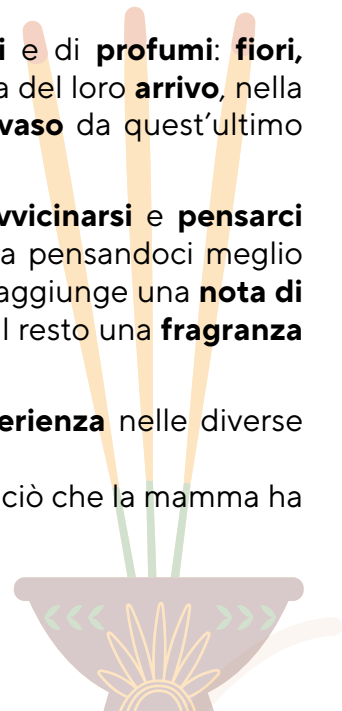 i e di profumi: fiori,
a del loro arrivo, nella
vaso da quest'ultimo
vvicinarsi e pensarci
a pensandoci meglio
aggiunge una nota di
l resto una fragranza
erienza nelle diverse
ciò che la mamma ha